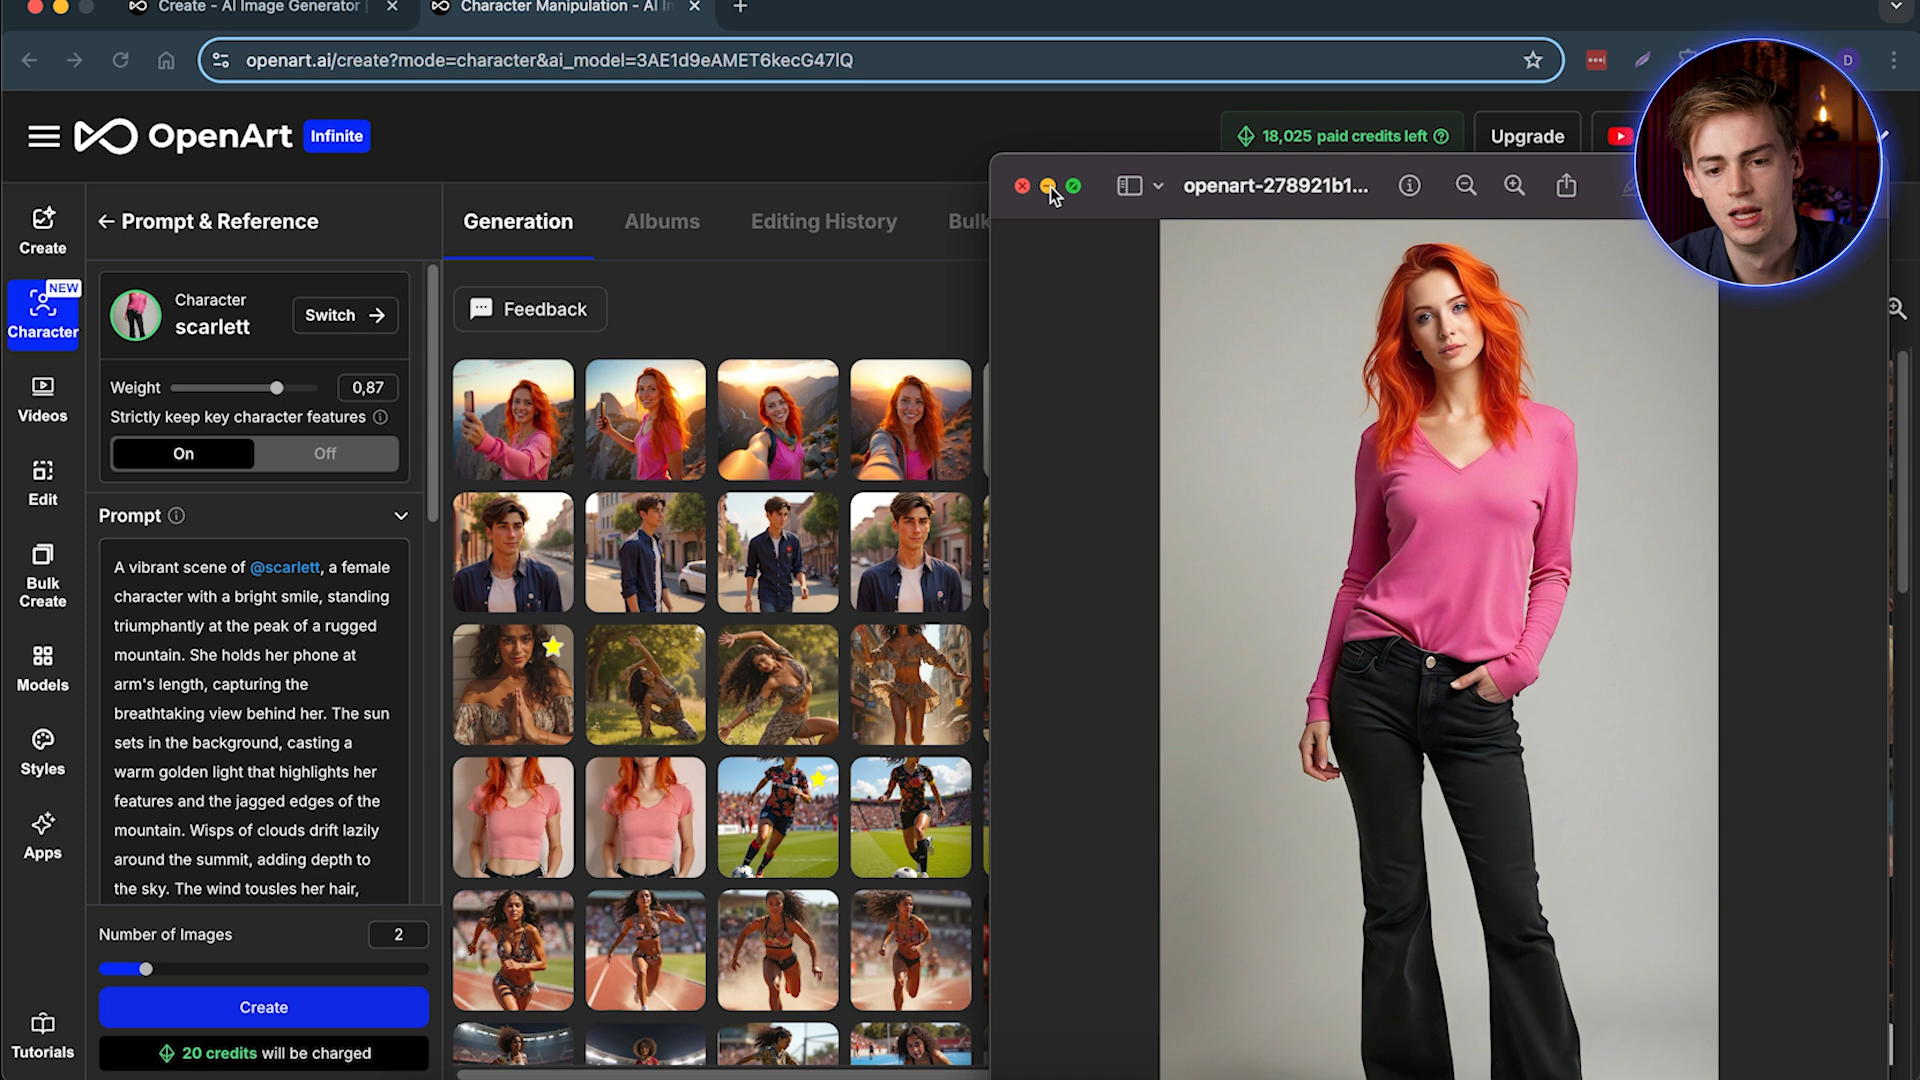 Create - AI Image Generator
Character Manipulation - AI In
openart.ai/create?mode=character&ai_model=3AE1d9eAMET6kecG47lQ
D
OpenArt
Infinite
18,025 paid credits left
Upgrade
openart-278921b1...
Create
NEW
Character
Videos
Edit
Bulk
Create
Models
Styles
Apps
Tutorials
Prompt & Reference
Character
scarlett
Switch
Weight
0,87
Strictly keep key character features
On
Off
Prompt
A vibrant scene of @scarlett, a female
character with a bright smile, standing
triumphantly at the peak of a rugged
mountain. She holds her phone at
arm's length, capturing the
breathtaking view behind her. The sun
sets in the background, casting a
warm golden light that highlights her
features and the jagged edges of the
mountain. Wisps of clouds drift lazily
around the summit, adding depth to
the sky. The wind tousles her hair,
Number of Images
2
Create
20 credits will be charged
Generation
Albums
Editing History
Bulk
Feedback